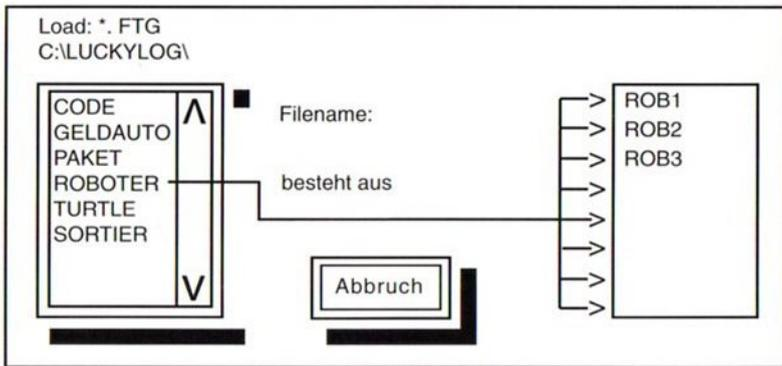 Load: *. FTG
C:\LUCKYLOG\
CODE
GELDAUTO
PAKET
ROBOTER
TURTLE
SORTIER
Filename:
besteht aus
Abbruch
ROB1
ROB2
ROB3